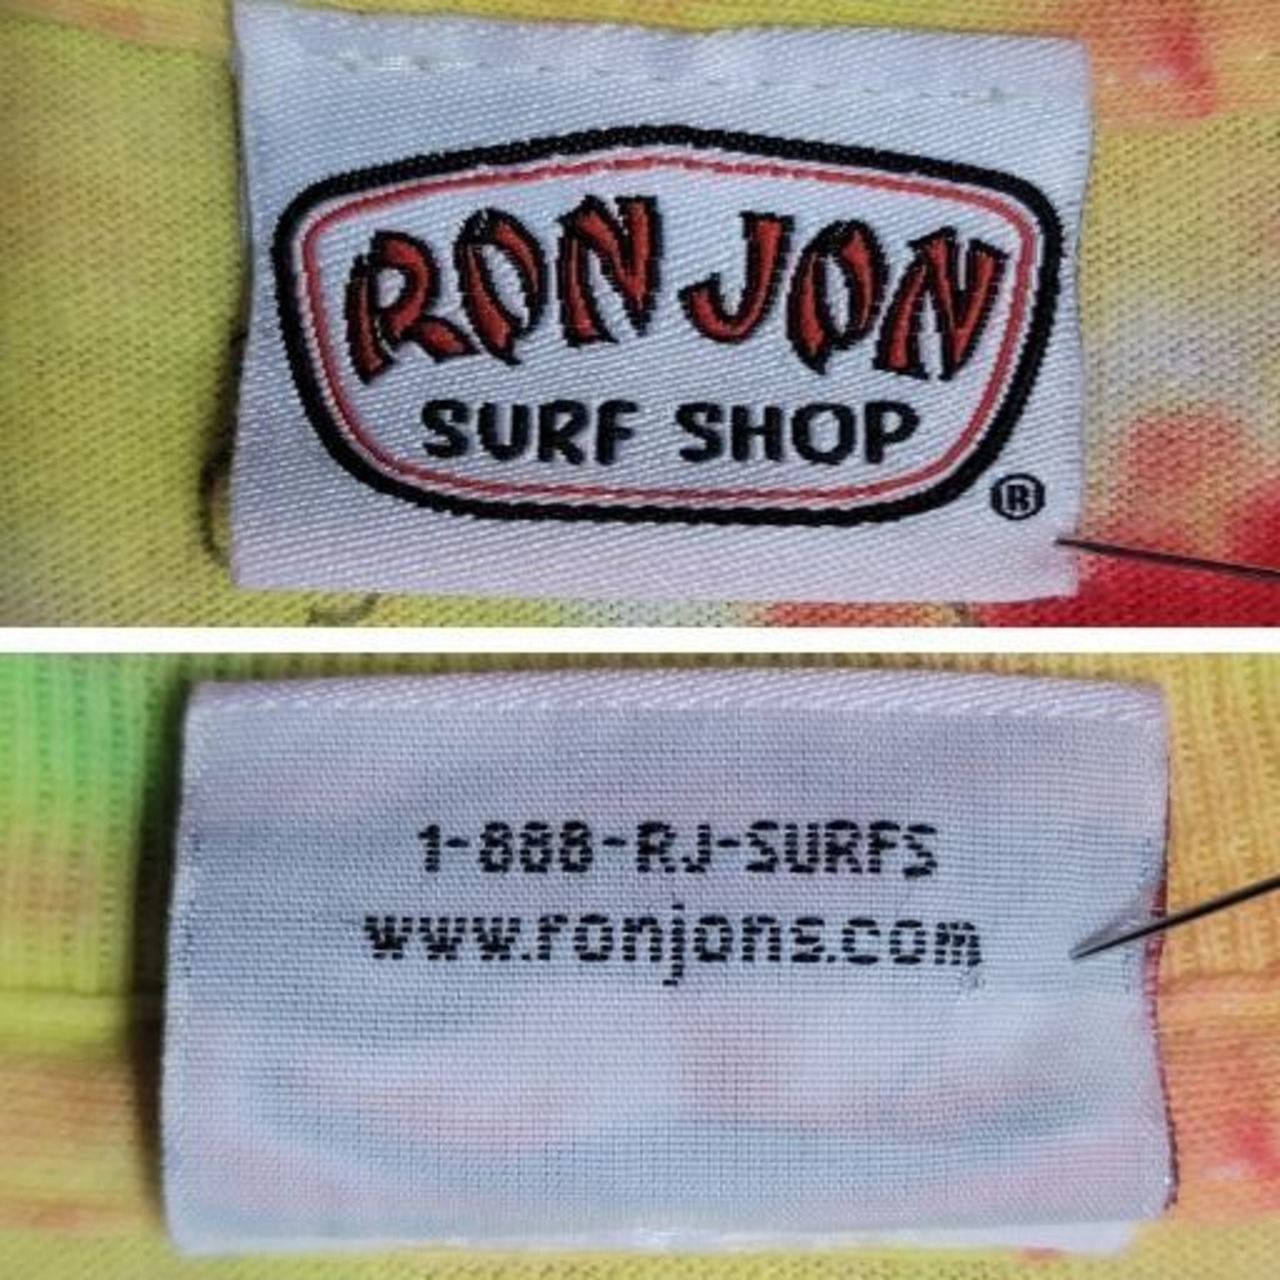 RON JON
SURF SHOP
®
1-888-RJ-SURFS
www.ronjons.com